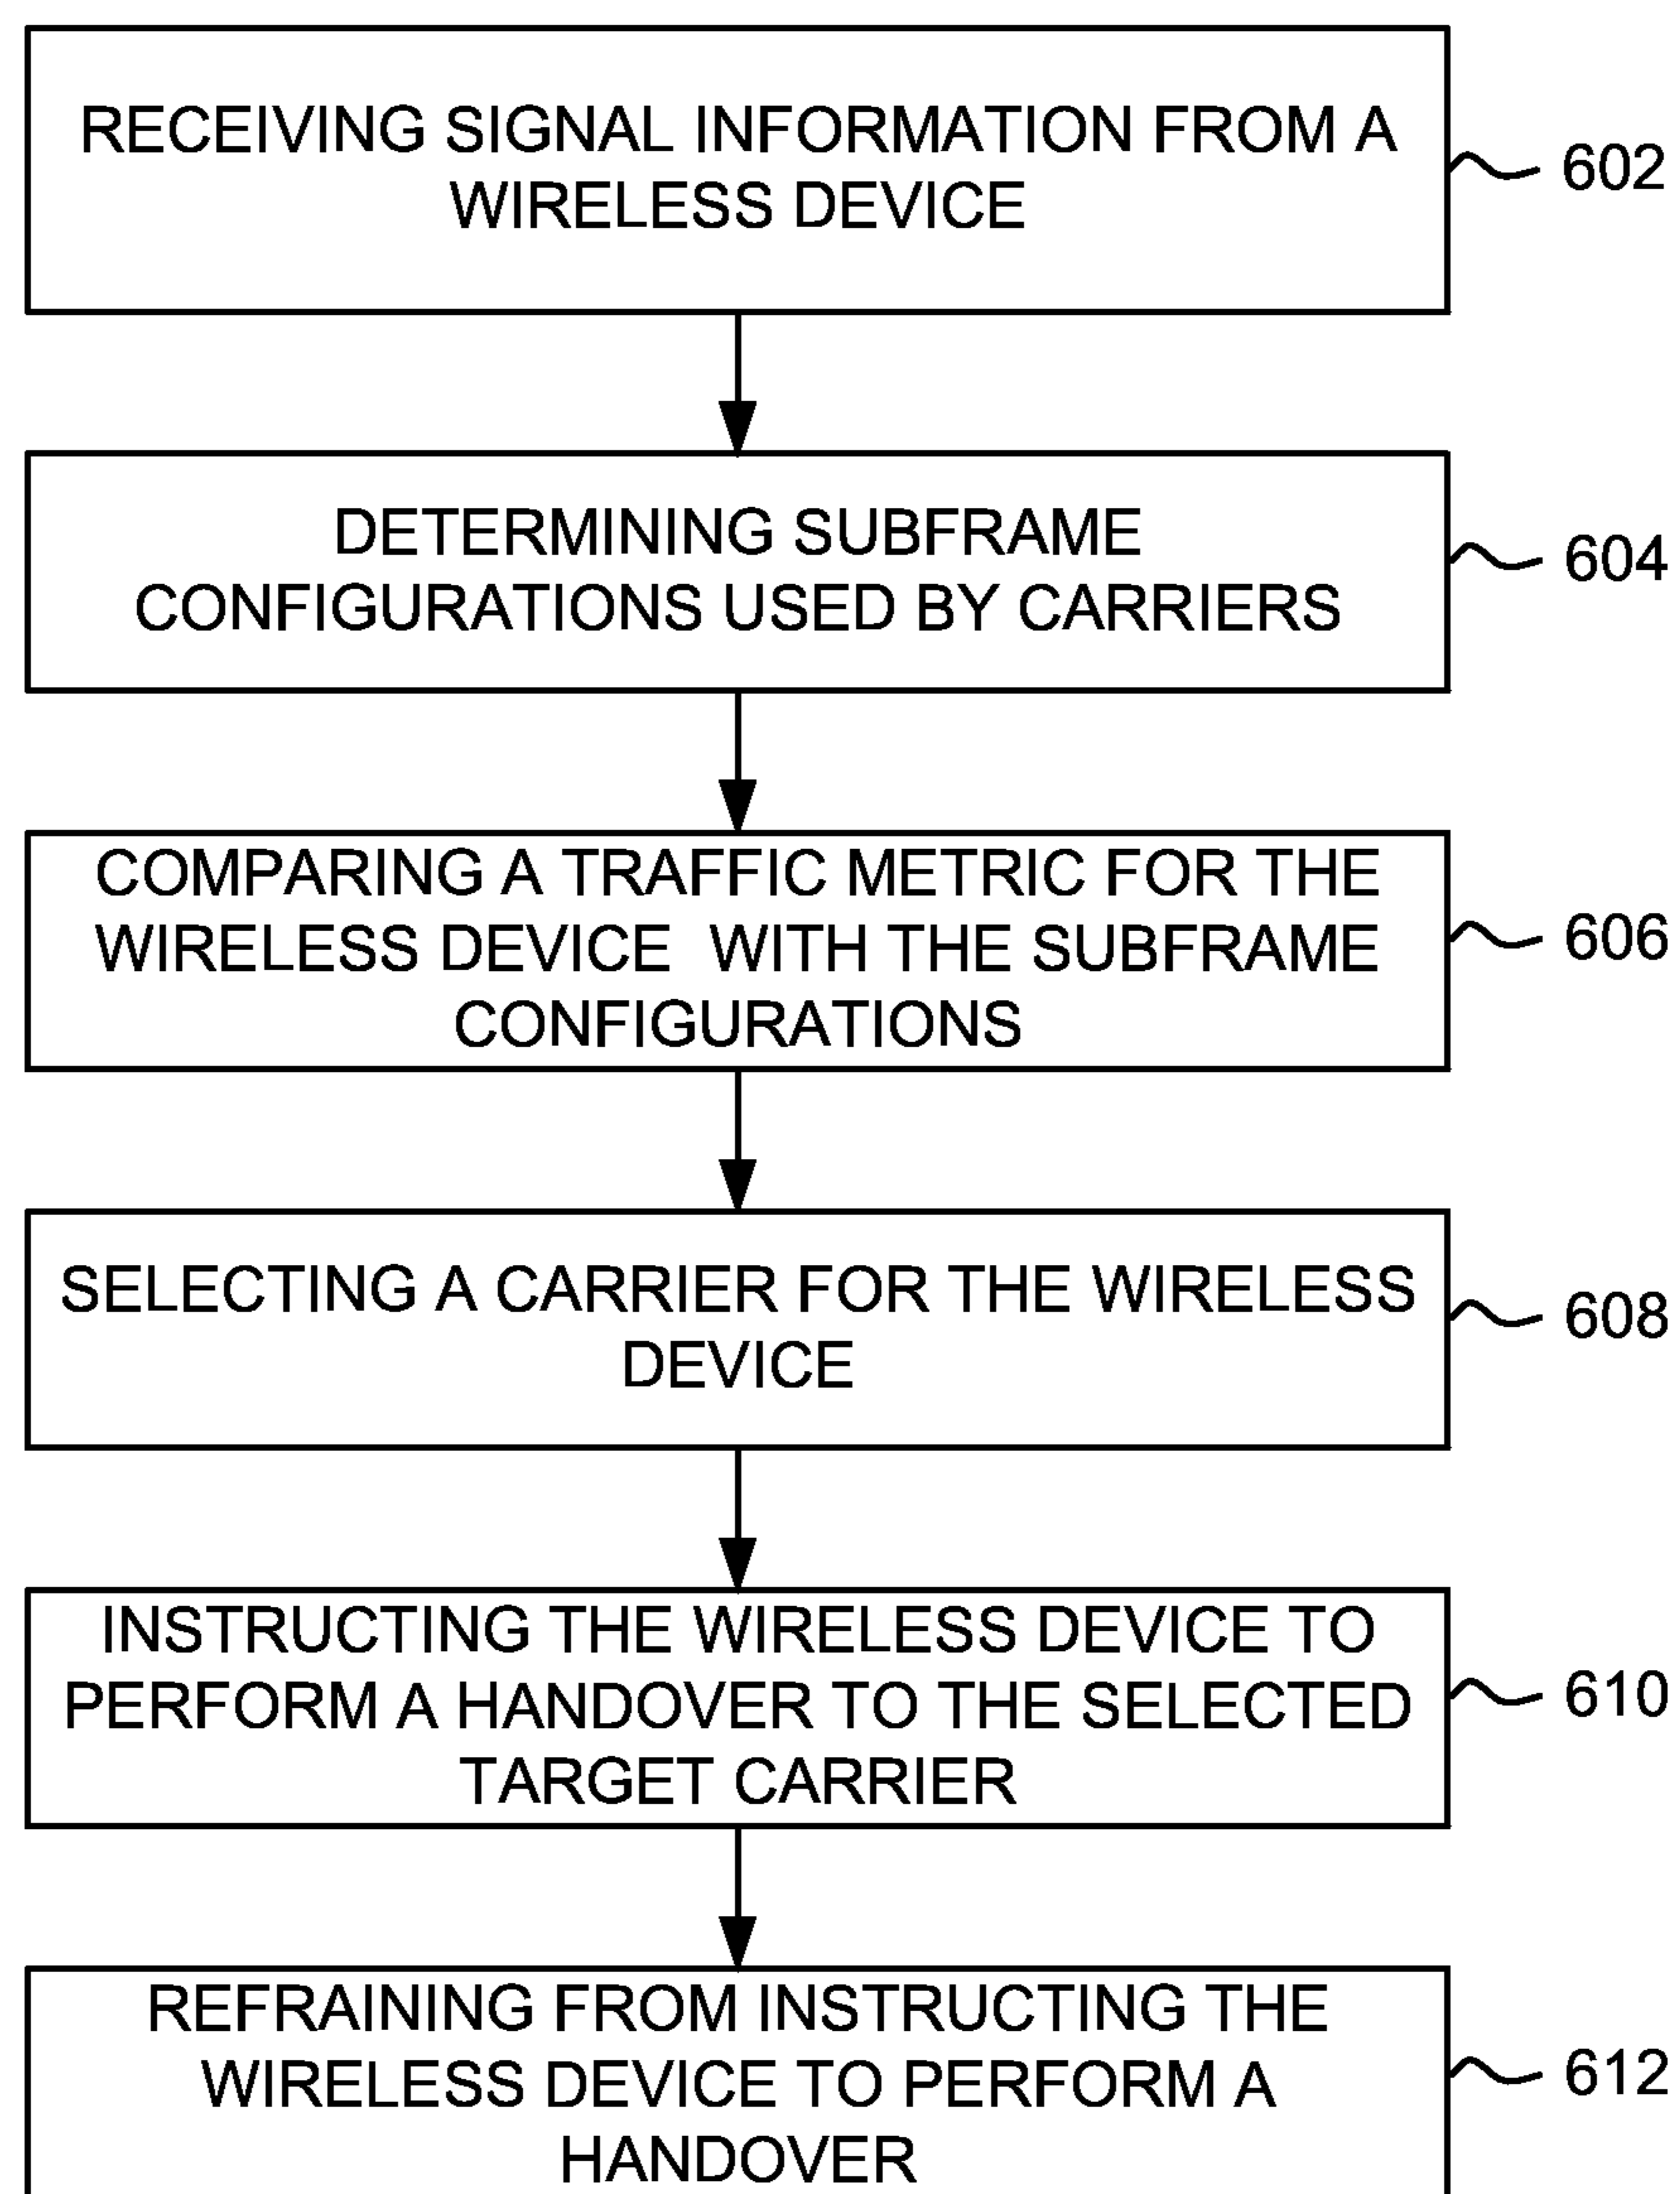 RECEIVING SIGNAL INFORMATION FROM A
WIRELESS DEVICE
602
DETERMINING SUBFRAME
CONFIGURATIONS USED BY CARRIERS
604
COMPARING A TRAFFIC METRIC FOR THE
WIRELESS DEVICE WITH THE SUBFRAME
CONFIGURATIONS
606
SELECTING A CARRIER FOR THE WIRELESS
DEVICE
608
INSTRUCTING THE WIRELESS DEVICE TO
PERFORM A HANDOVER TO THE SELECTED
TARGET CARRIER
610
REFRAINING FROM INSTRUCTING THE
WIRELESS DEVICE TO PERFORM A
HANDOVER
612